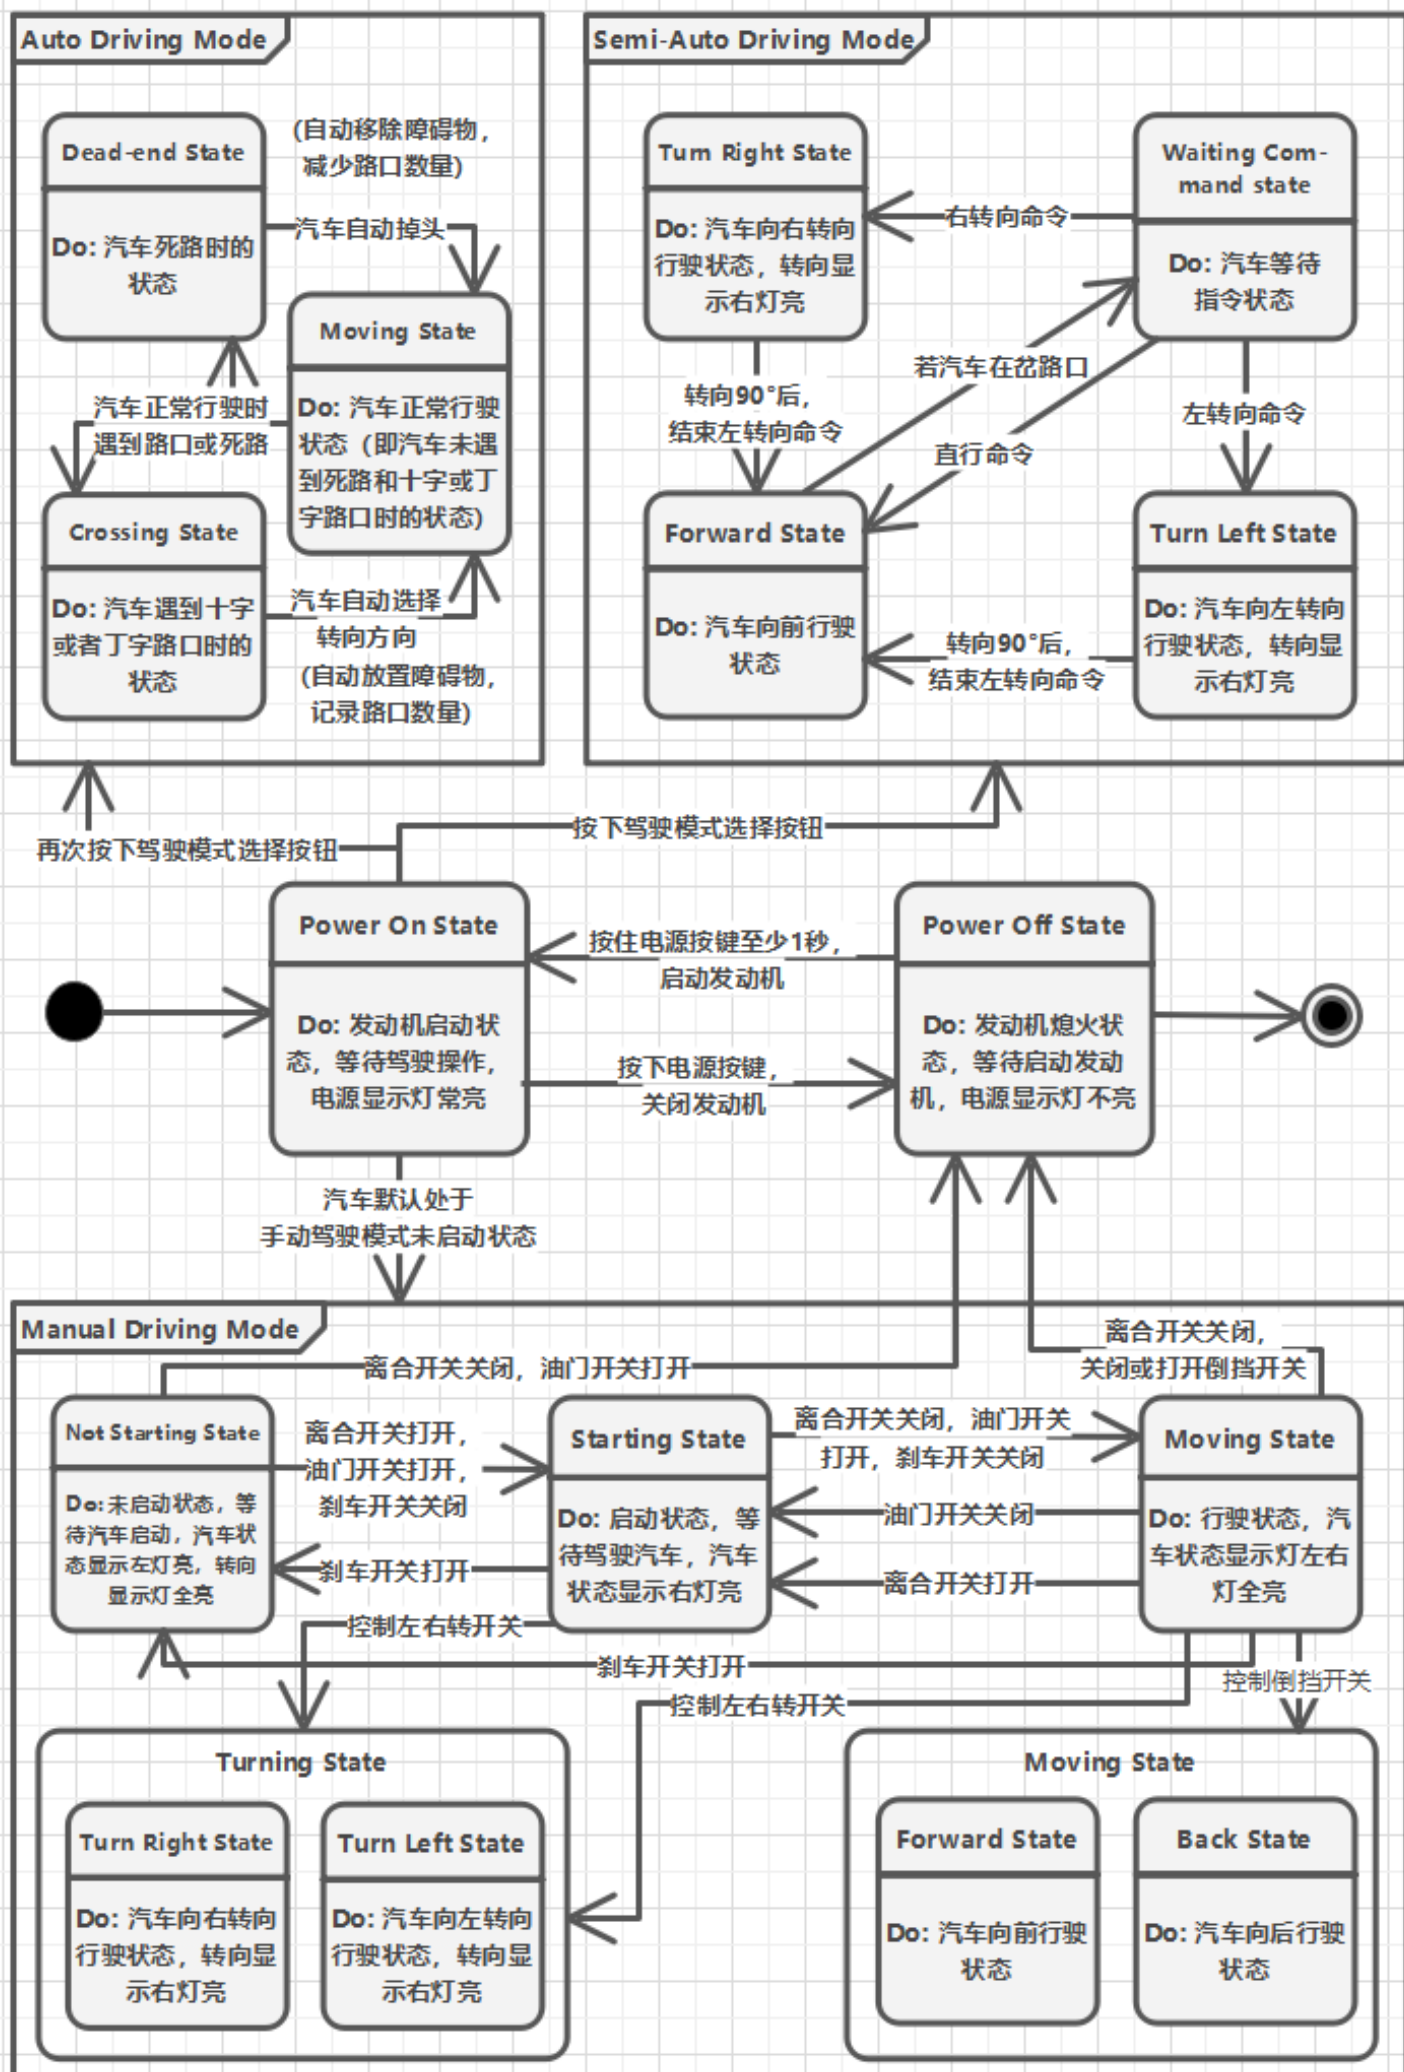 Auto Driving Mode
Dead-end State
Do: 汽车死路时的
状态
(自动移除障碍物，
减少路口数量)
汽车自动掉头
Moving State
Do: 汽车正常行驶
状态（即汽车未遇
到死路和十字或丁
字路口时的状态)
汽车正常行驶时
遇到路口或死路
Crossing State
Do: 汽车遇到十字
或者丁字路口时的
状态
汽车自动选择
转向方向
(自动放置障碍物，
记录路口数量)
Semi-Auto Driving Mode
Turn Right State
Do: 汽车向右转向
行驶状态，转向显
示右灯亮
右转向命令
Waiting Com-
mand state
Do: 汽车等待
指令状态
转向90°后，
结束左转向命令
若汽车在岔路口
直行命令
左转向命令
Forward State
Do: 汽车向前行驶
状态
转向90°后，
结束左转向命令
Turn Left State
Do: 汽车向左转向
行驶状态，转向显
示右灯亮
再次按下驾驶模式选择按钮
按下驾驶模式选择按钮
Power On State
Do: 发动机启动状
态，等待驾驶操作，
电源显示灯常亮
按住电源按键至少1秒，
启动发动机
按下电源按键，
关闭发动机
Power Off State
Do: 发动机熄火状
态，等待启动发动
机，电源显示灯不亮
汽车默认处于
手动驾驶模式未启动状态
Manual Driving Mode
离合开关关闭，油门开关打开
离合开关关闭，
关闭或打开倒挡开关
Not Starting State
Do: 未启动状态，等
待汽车启动，汽车状
态显示左灯亮，转向
显示灯全亮
离合开关打开，
油门开关打开，
刹车开关关闭
刹车开关打开
Starting State
Do: 启动状态，等
待驾驶汽车，汽车
状态显示右灯亮
离合开关关闭，油门开关
打开，刹车开关关闭
油门开关关闭
离合开关打开
Moving State
Do: 行驶状态，汽
车状态显示灯左右
灯全亮
控制左右转开关
刹车开关打开
控制倒挡开关
控制左右转开关
Turning State
Turn Right State
Do: 汽车向右转向
行驶状态，转向显
示右灯亮
Turn Left State
Do: 汽车向左转向
行驶状态，转向显
示右灯亮
Moving State
Forward State
Do: 汽车向前行驶
状态
Back State
Do: 汽车向后行驶
状态